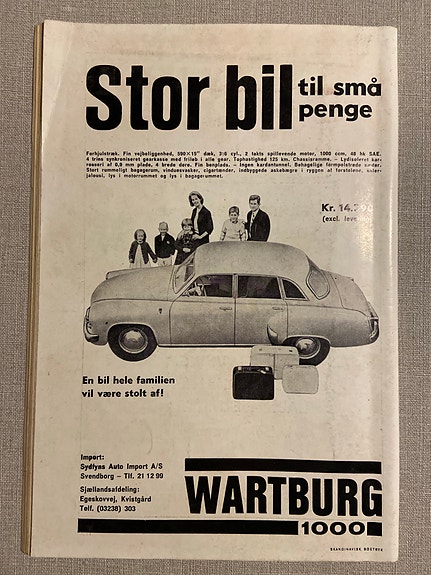 Stor bil
til små
penge
Forhjulstræk. Fin vejbeliggenhed, 590×15" dæk, 3:6 cyl., 2 takts spillevende motor, 1000 ccm, 48 hk SAE.
4 trins synkroniseret gearkasse med friløb i alle gear. Tophastighed 125 km. Chassisramme. – Lydisoleret kar-
rosseri af 0,9 mm plade, 4 brede døre. Fin benplads. – Ingen kardantunnel. Behagelige formpolstrede sæder.
Stort rummeligt bagagerum, vinduesvasker, cigartænder, indbyggede askebægre i ryggen af forstolene,
jalousi, lys i motorrummet og lys i bagagerummet.
Kr. 14.
(excl. lev
En bil hele familien
vil være stolt af!
Import:
Sydfyns Auto Import A/S
Svendborg – Tlf. 21 12 99
Sjællandsafdeling:
Egeskovvej, Kvistgård
Telf. (03238) 303
WARTBURG
1000
SKANDINAVISK BOGTRYK